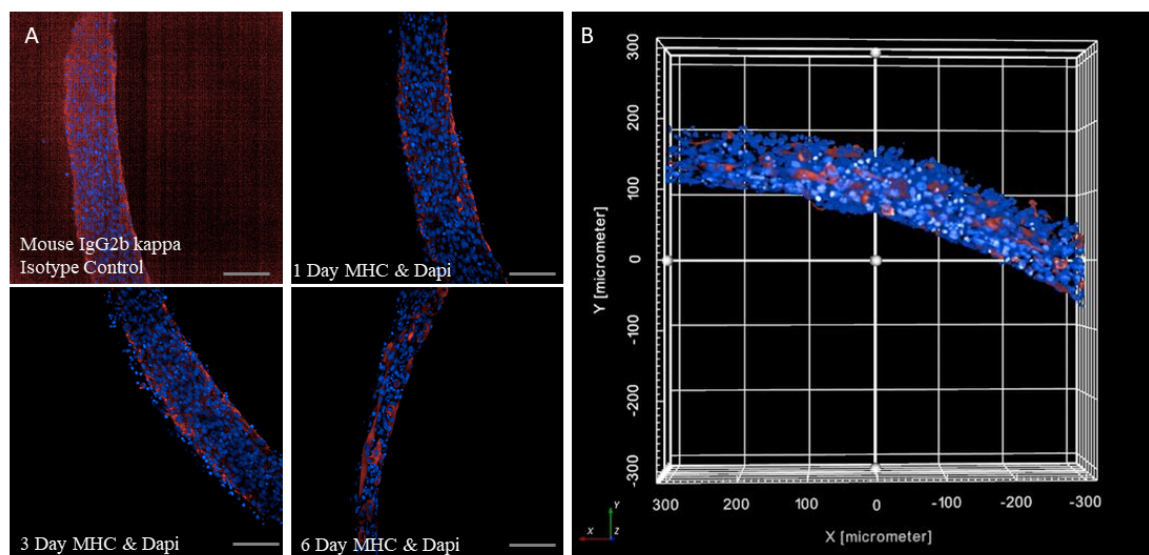 A
Mouse IgG2b kappa
Isotype Control
1 Day MHC & Dapi
3 Day MHC & Dapi
6 Day MHC & Dapi
B
Y [micrometer]
300
200
100
0
-100
-200
-300
300 200 100 0 -100 -200 -300
X [micrometer]
Y
X
Z